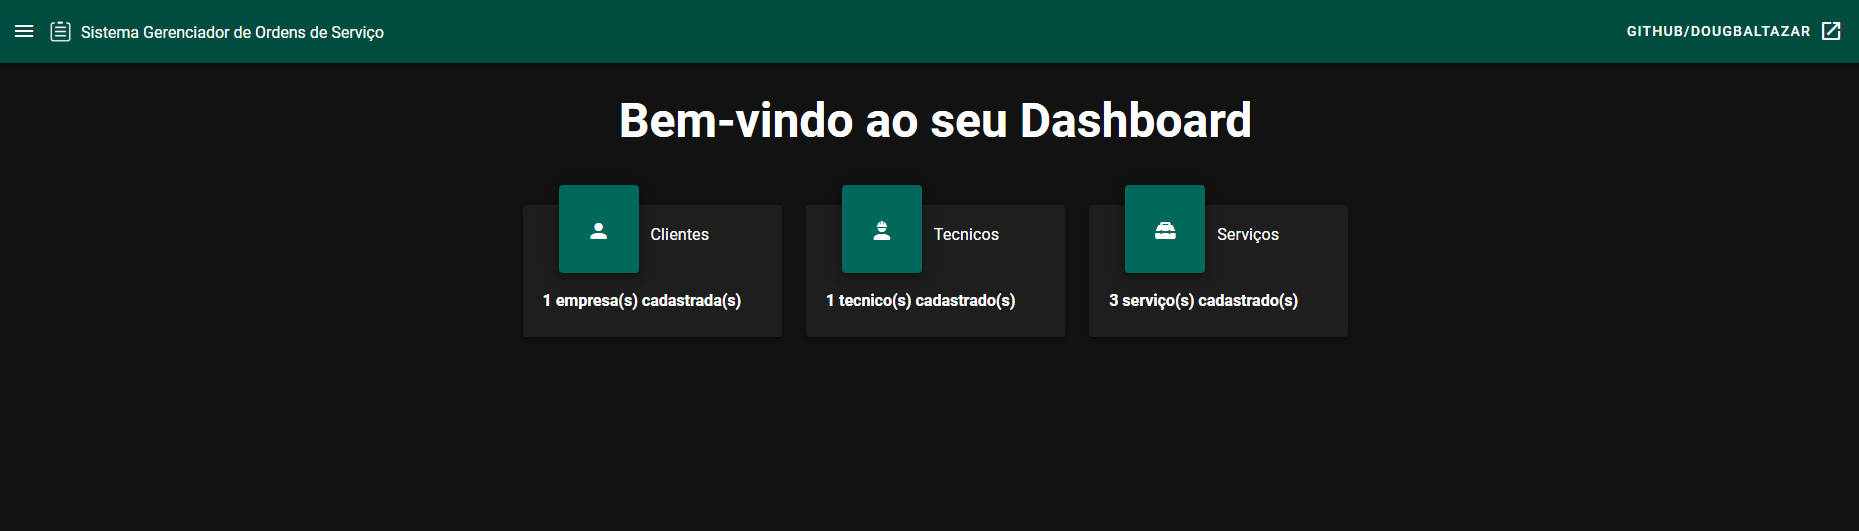 Sistema Gerenciador de Ordens de Serviço
GITHUB/DOUGBALTAZAR
Bem-vindo ao seu Dashboard
Clientes
1 empresa(s) cadastrada(s)
Tecnicos
1 tecnico(s) cadastrado(s)
Serviços
3 serviço(s) cadastrado(s)